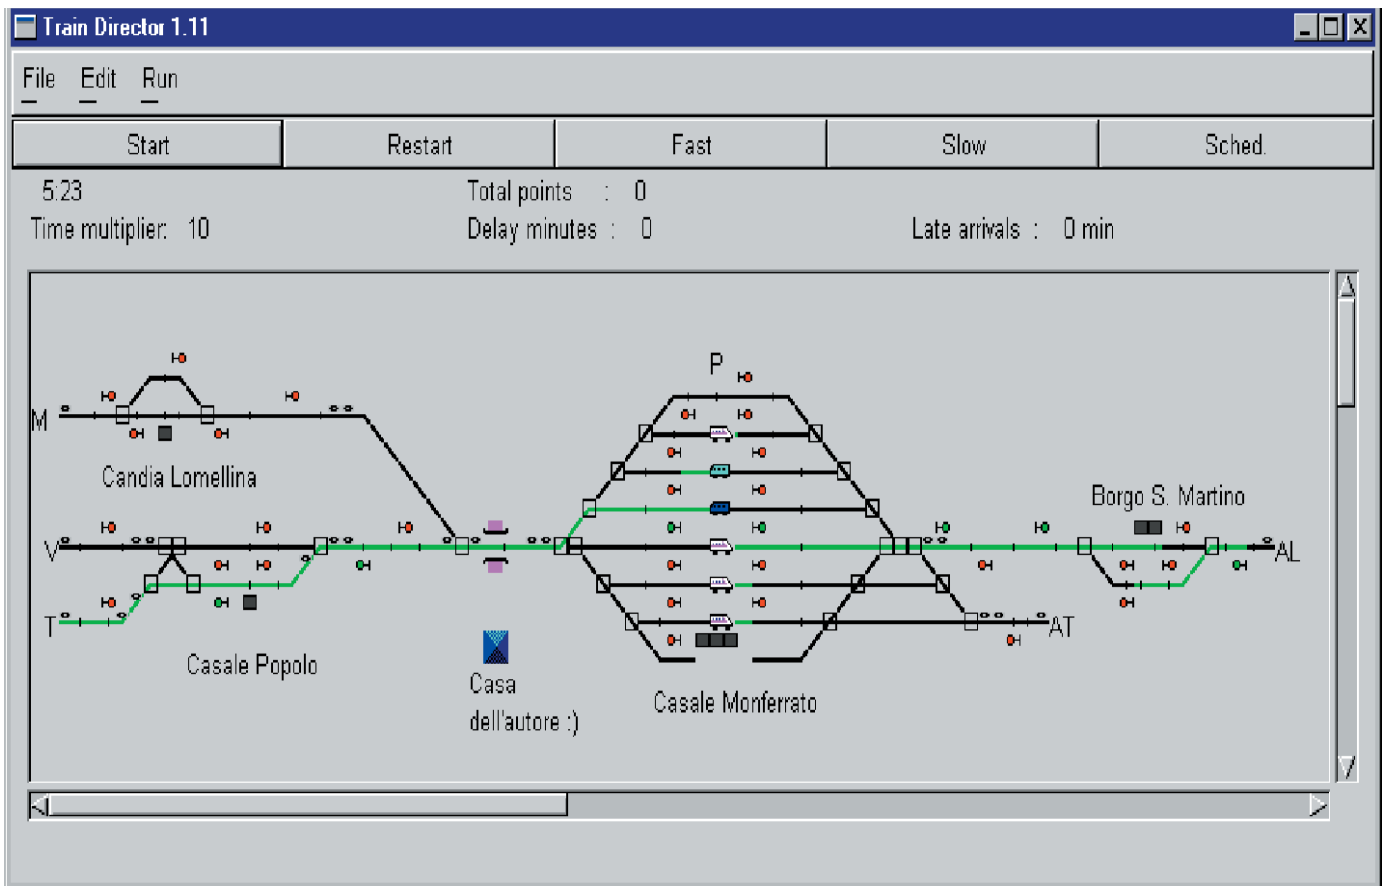 Train Director 1.11
File Edit Run
Start Restart Fast Slow Sched.
5:23 Total points : 0
Time multiplier: 10 Delay minutes : 0 Late arrivals : 0 min
P
M
Candia Lomellina
Borgo S. Martino
V
AL
T
AT
Casale Popolo
Casa
dell'autore :)
Casale Monferrato